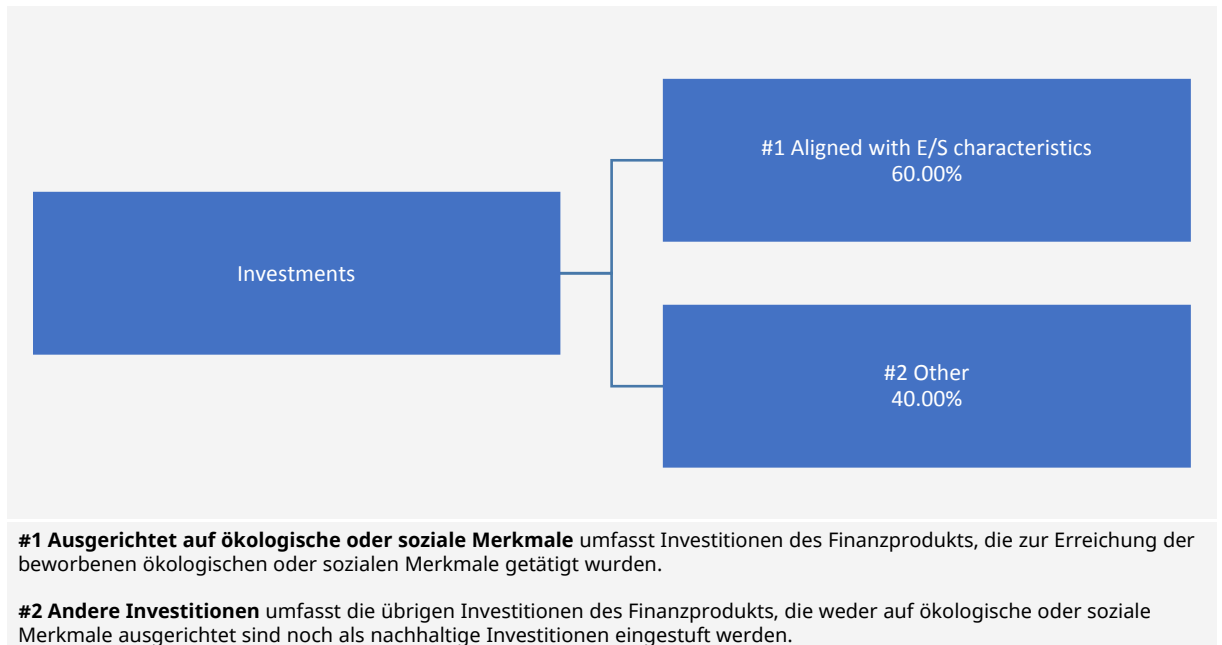 #1 Aligned with E/S characteristics
60.00%
Investments
#2 Other
40.00%
#1 Ausgerichtet auf ökologische oder soziale Merkmale umfasst Investitionen des Finanzprodukts, die zur Erreichung der
beworbenen ökologischen oder sozialen Merkmale getätigt wurden.
#2 Andere Investitionen umfasst die übrigen Investitionen des Finanzprodukts, die weder auf ökologische oder soziale
Merkmale ausgerichtet sind noch als nachhaltige Investitionen eingestuft werden.